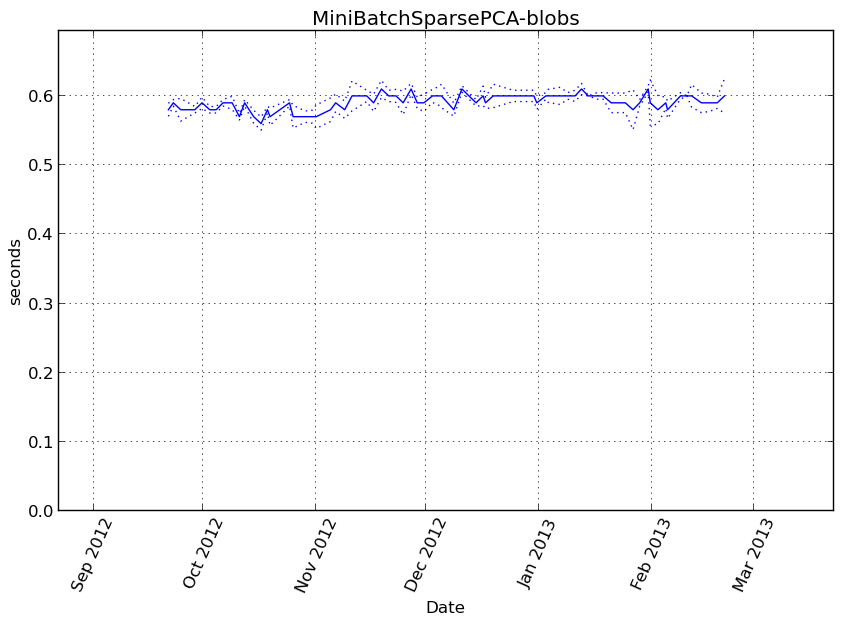 MiniBatchSparsePCA-blobs
0.6
0.5
0.4
0.3
0.2
0.1
0.0
seconds
Sep 2012
Oct 2012
Nov 2012
Dec 2012
Jan 2013
Feb 2013
Mar 2013
Date